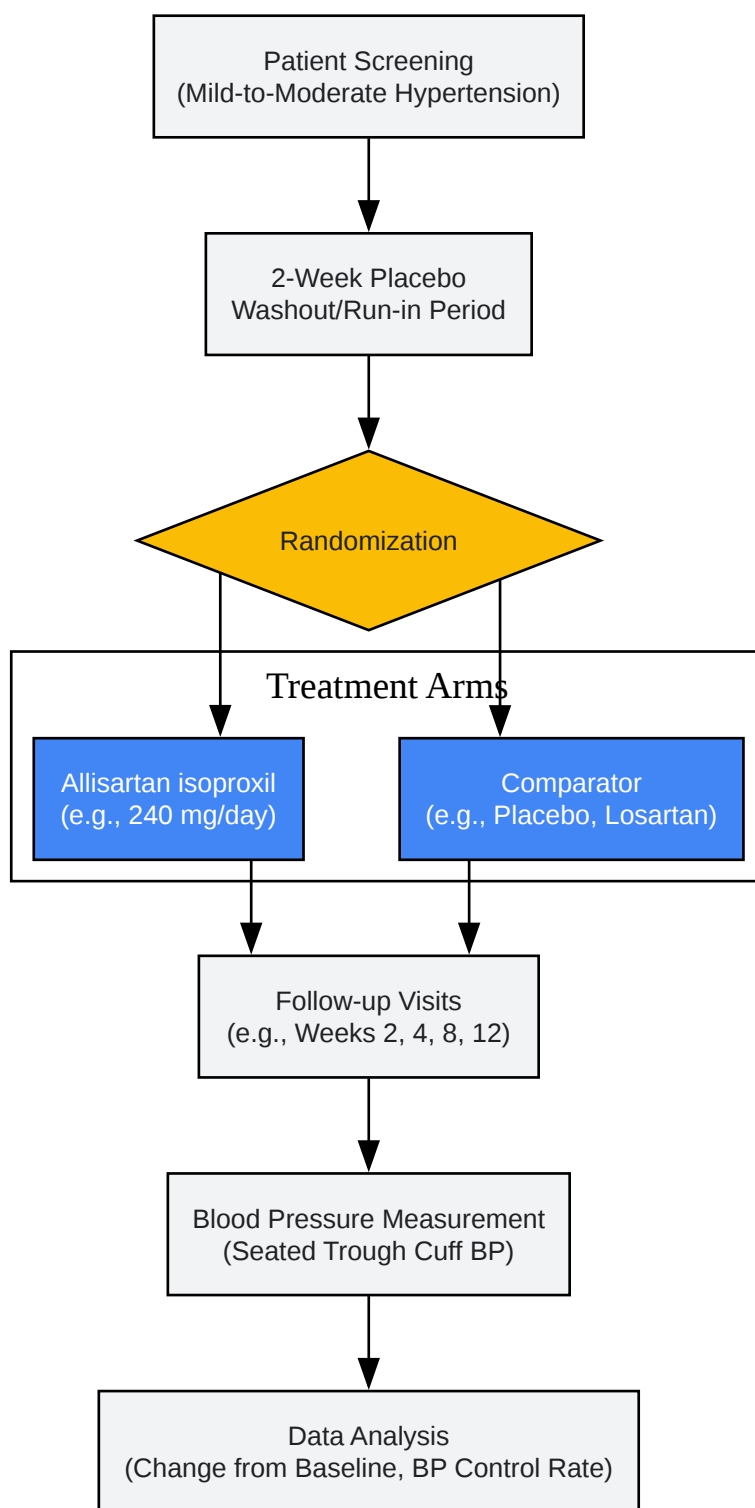 Patient Screening
(Mild-to-Moderate Hypertension)
2-Week Placebo
Washout/Run-in Period
Randomization
Treatment Arms
Allisartan isoproxil
(e.g., 240 mg/day)
Comparator
(e.g., Placebo, Losartan)
Follow-up Visits
(e.g., Weeks 2, 4, 8, 12)
Blood Pressure Measurement
(Seated Trough Cuff BP)
Data Analysis
(Change from Baseline, BP Control Rate)